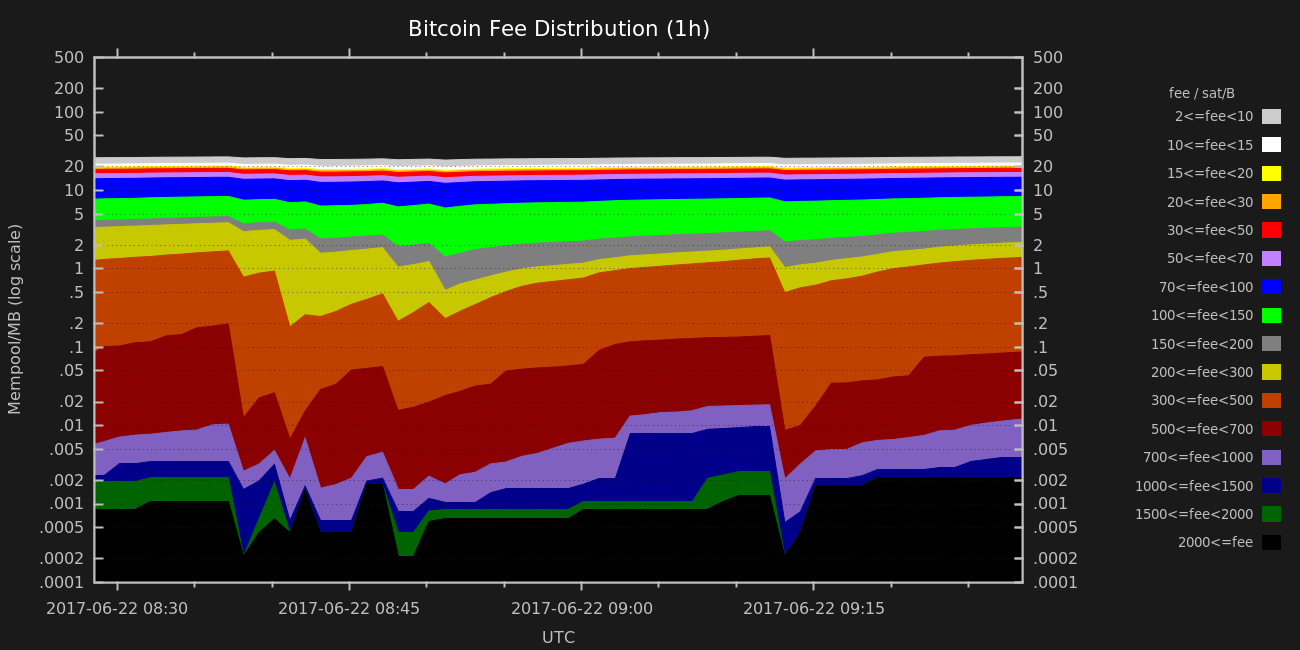 Bitcoin Fee Distribution (1h)
500
200
100
50
20
10
5
2
1
.5
.2
.1
.05
.02
.01
.005
.002
.001
.0005
.0002
.0001
Mempool/MB (log scale)
500
200
100
50
20
10
5
2
1
.5
.2
.1
.05
.02
.01
.005
.002
.001
.0005
.0002
.0001
2017-06-22 08:30 2017-06-22 08:45 2017-06-22 09:00 2017-06-22 09:15
UTC
fee / sat/B
2<=fee<10
10<=fee<15
15<=fee<20
20<=fee<30
30<=fee<50
50<=fee<70
70<=fee<100
100<=fee<150
150<=fee<200
200<=fee<300
300<=fee<500
500<=fee<700
700<=fee<1000
1000<=fee<1500
1500<=fee<2000
2000<=fee